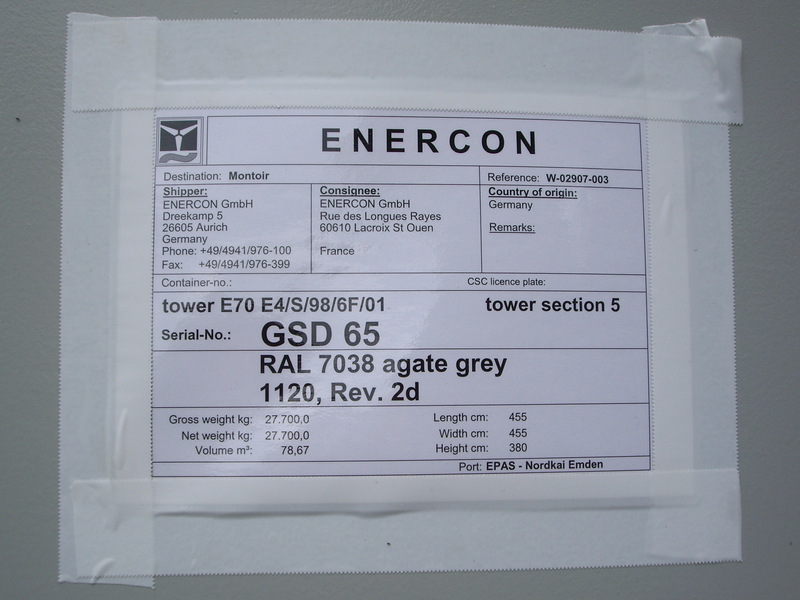 ENERCON
Destination: Montoir
Reference: W-02907-003
Shipper:
ENERCON GmbH
Dreekamp 5
26605 Aurich
Germany
Phone: +49/4941/976-100
Fax: +49/4941/976-399
Consignee:
ENERCON GmbH
Rue des Longues Rayes
60610 Lacroix St Ouen
France
Country of origin:
Germany
Remarks:
Container-no.:
CSC licence plate:
tower E70 E4/S/98/6F/01
tower section 5
Serial-No.: GSD 65
RAL 7038 agate grey
1120, Rev. 2d
Gross weight kg: 27.700,0
Net weight kg: 27.700,0
Volume m³: 78,67
Length cm: 455
Width cm: 455
Height cm: 380
Port: EPAS - Nordkai Emden